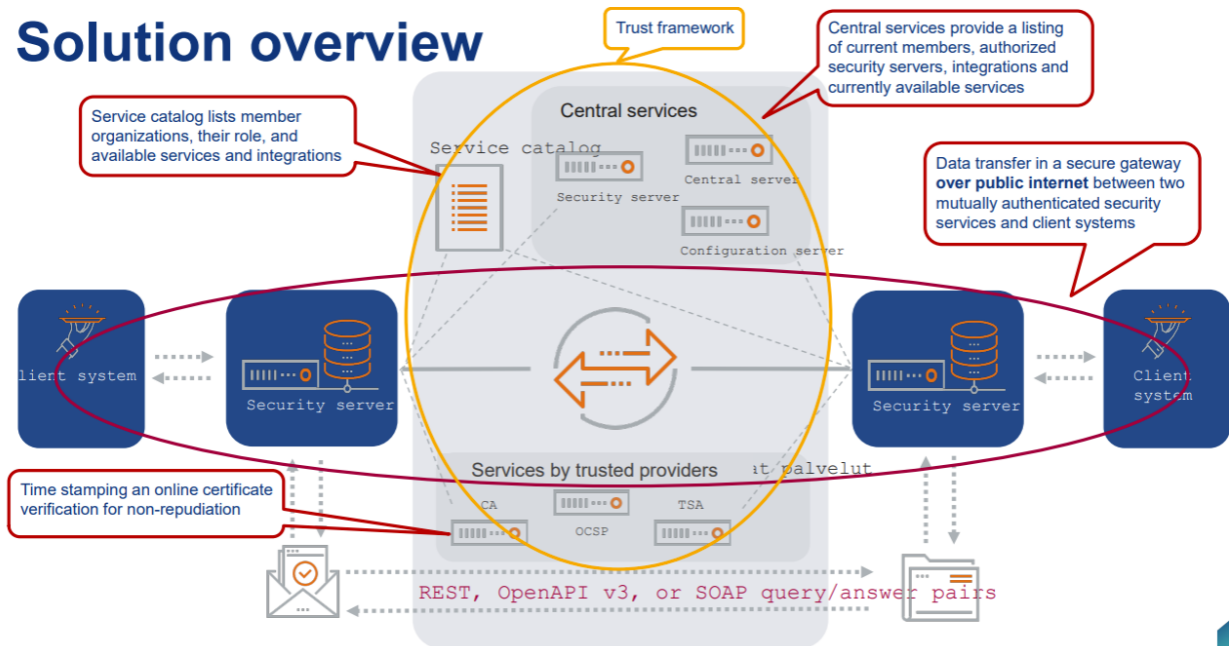 Solution overview
Trust framework
Central services provide a listing
of current members, authorized
security servers, integrations and
currently available services
Service catalog lists member
organizations, their role, and
available services and integrations
Central services
Service catalog
Security server
Central server
Configuration server
Data transfer in a secure gateway
over public internet between two
mutually authenticated security
services and client systems
lient system
Security server
Security server
Client
system
Services by trusted providers
at palvelut
CA
OCSP
TSA
Time stamping an online certificate
verification for non-repudiation
REST, OpenAPI v3, or SOAP query/answer pairs